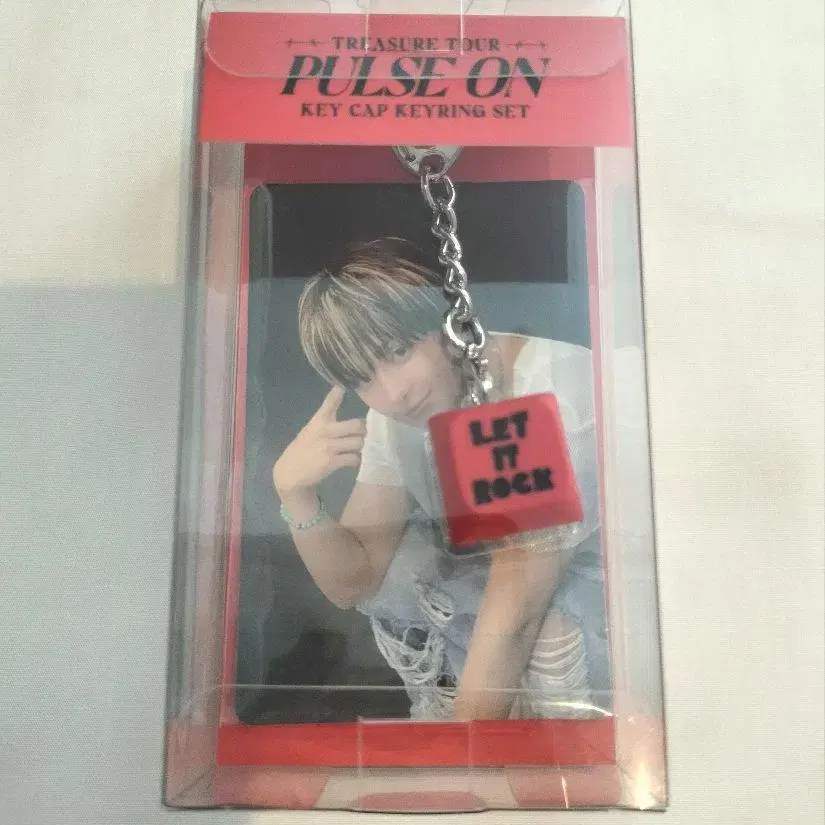 TREASURE TOUR
PULSE ON
KEY CAP KEYRING SET
LET
IT
ROCK